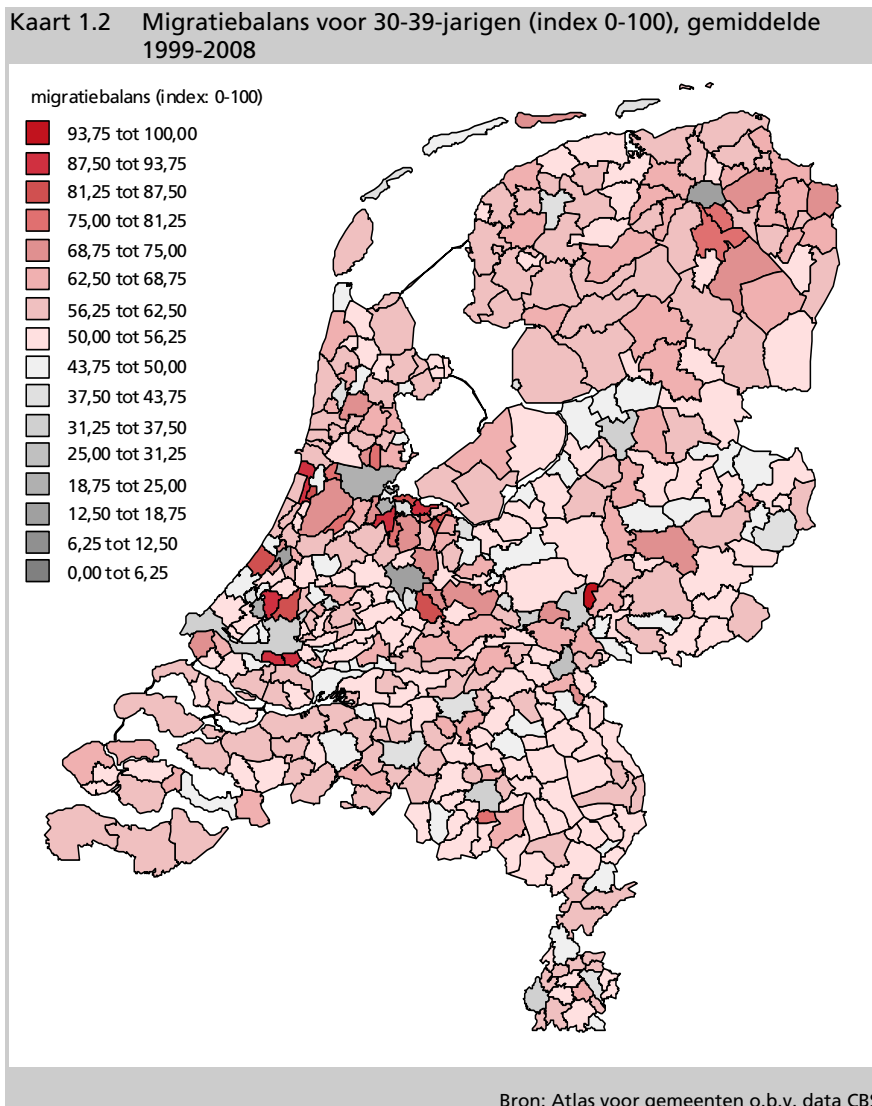 Kaart 1.2 Migratiebalans voor 30-39-jarigen (index 0-100), gemiddelde
1999-2008
migratiebalans (index: 0-100)
93,75 tot 100,00
87,50 tot 93,75
81,25 tot 87,50
75,00 tot 81,25
68,75 tot 75,00
62,50 tot 68,75
56,25 tot 62,50
50,00 tot 56,25
43,75 tot 50,00
37,50 tot 43,75
31,25 tot 37,50
25,00 tot 31,25
18,75 tot 25,00
12,50 tot 18,75
6,25 tot 12,50
0,00 tot 6,25
Bron: Atlas voor gemeenten o.b.v. data CBS